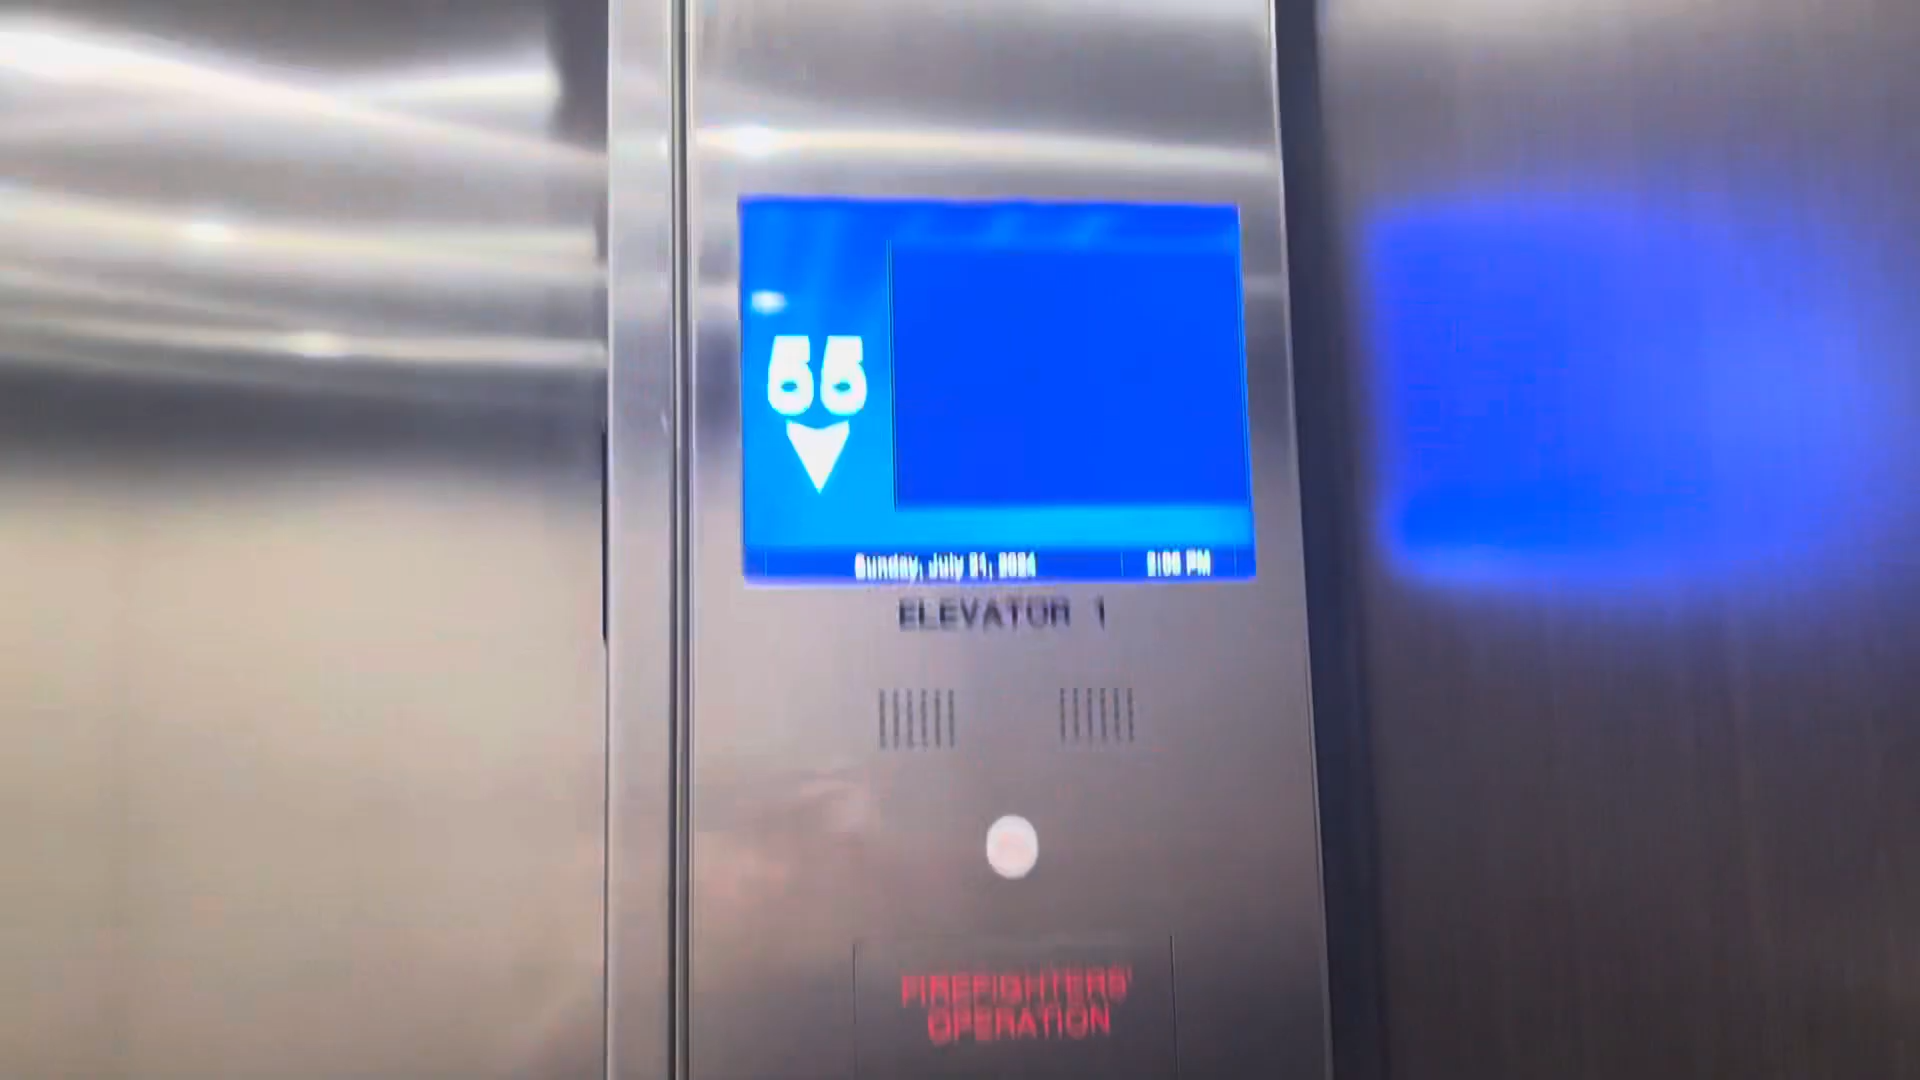 Sunday, July 21, 2024
ELEVATOR 1
FIREFIGHTERS'
OPERATION